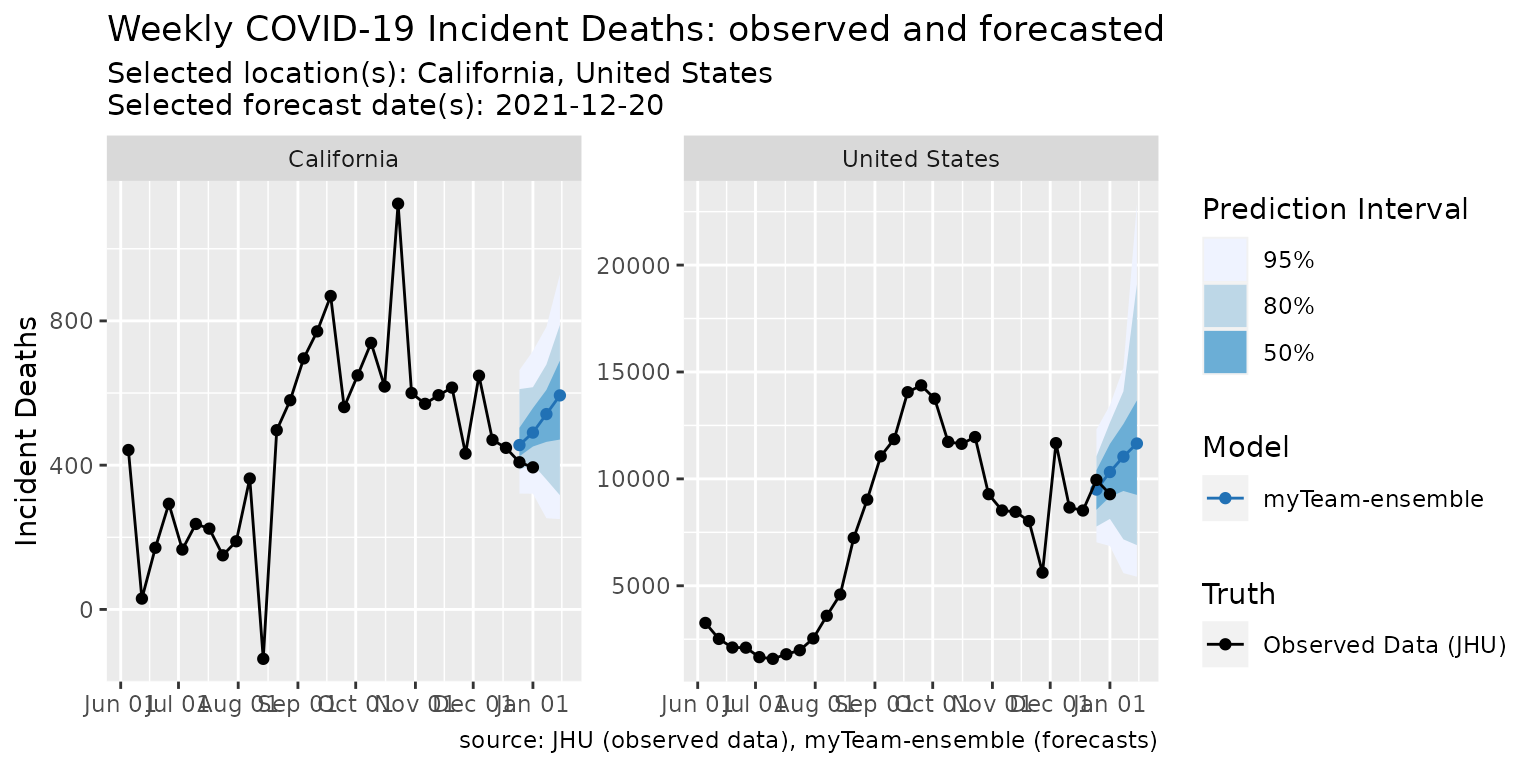 Weekly COVID-19 Incident Deaths: observed and forecasted
Selected location(s): California, United States
Selected forecast date(s): 2021-12-20
California
United States
Incident Deaths
800
400
0
20000
15000
10000
5000
Jun 01 Jul 01 Aug 01 Sep 01 Oct 01 Nov 01 Dec 01 Jan 01
Jun 01 Jul 01 Aug 01 Sep 01 Oct 01 Nov 01 Dec 01 Jan 01
source: JHU (observed data), myTeam-ensemble (forecasts)
Prediction Interval
95%
80%
50%
Model
myTeam-ensemble
Truth
Observed Data (JHU)